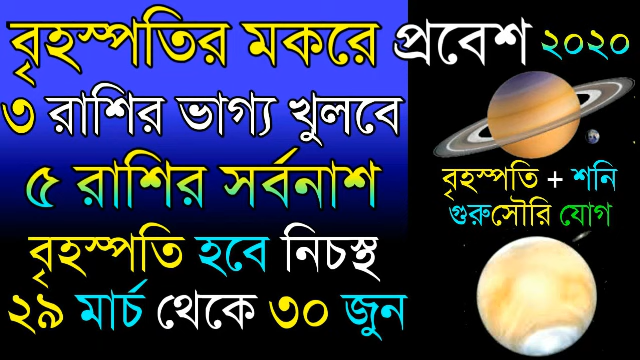 বৃহস্পতির মকরে প্রবেশ ২০২০
৩ রাশির ভাগ্য খুলবে
৫ রাশির সর্বনাশ
বৃহস্পতি + শনি
গুরুসৌরি যোগ
বৃহস্পতি হবে নিচস্থ
২৯ মার্চ থেকে ৩০ জুন